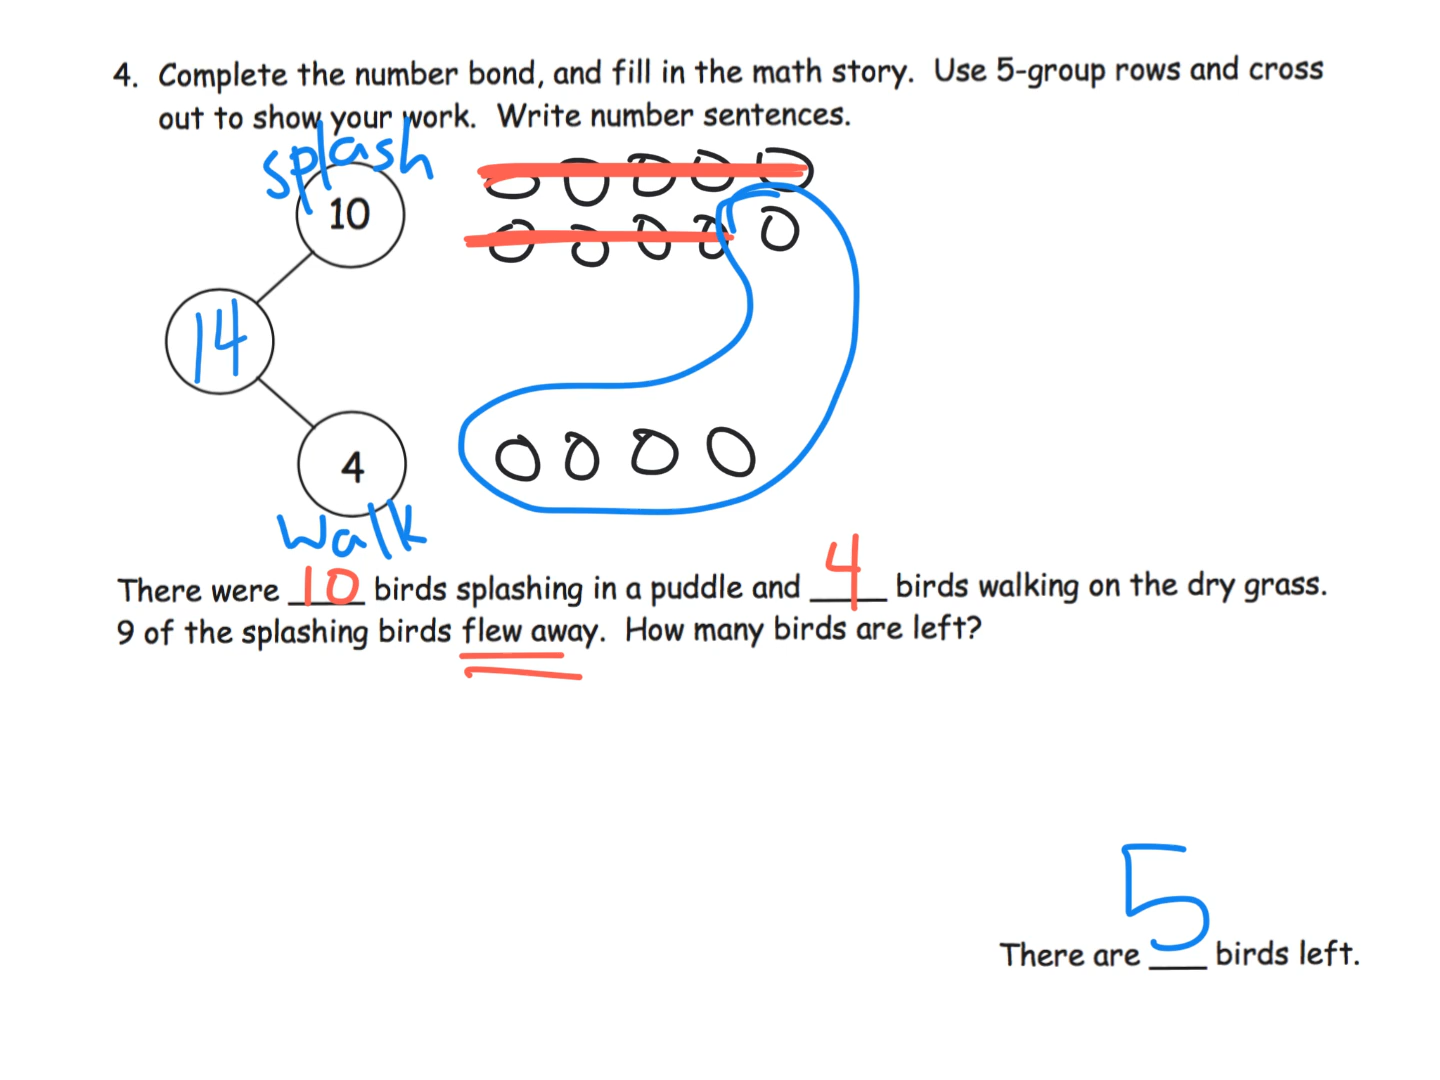 4. Complete the number bond, and fill in the math story. Use 5-group rows and cross
out to show your work. Write number sentences.
splash
10
14
4
walk
There were 10 birds splashing in a puddle and 4 birds walking on the dry grass.
9 of the splashing birds flew away. How many birds are left?
There are 5 birds left.